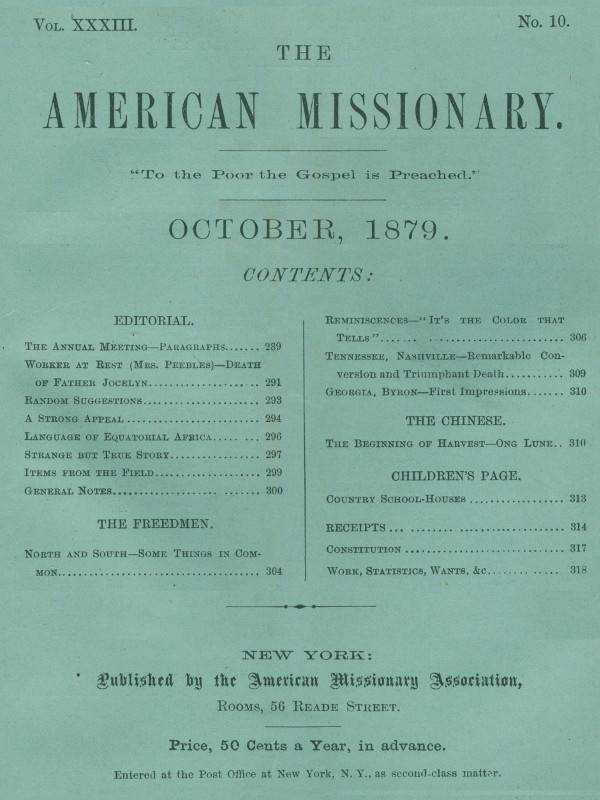 Vol. XXXIII.
No. 10.
THE
AMERICAN MISSIONARY.
“To the Poor the Gospel is Preached.”
OCTOBER, 1879.
CONTENTS:
EDITORIAL.
The Annual Meeting—Paragraphs....... 289
Worker at Rest (Mrs. Peebles)—Death
of Father Jocelyn........................ 291
Random Suggestions........................ 293
A Strong Appeal........................ 294
Language of Equatorial Africa........ 296
Strange but True Story.................. 297
Items from the Field..................... 299
General Notes........................ 300
THE FREEDMEN.
North and South—Some Things in Com-
mon........................................ 304
Reminiscences—“It's the Color that
Tells”........................ 306
Tennessee, Nashville—Remarkable Con-
version and Triumphant Death.......... 309
Georgia, Byron—First Impressions....... 310
THE CHINESE.
The Beginning of Harvest—Ong Lune.. 310
CHILDREN'S PAGE.
Country School-Houses.................. 313
RECEIPTS........................ 314
Constitution........................ 317
Work, Statistics, Wants, &c............. 318
NEW YORK:
Published by the American Missionary Association,
Rooms, 56 Reade Street.
Price, 50 Cents a Year, in advance.
Entered at the Post Office at New York, N. Y., as second-class matter.